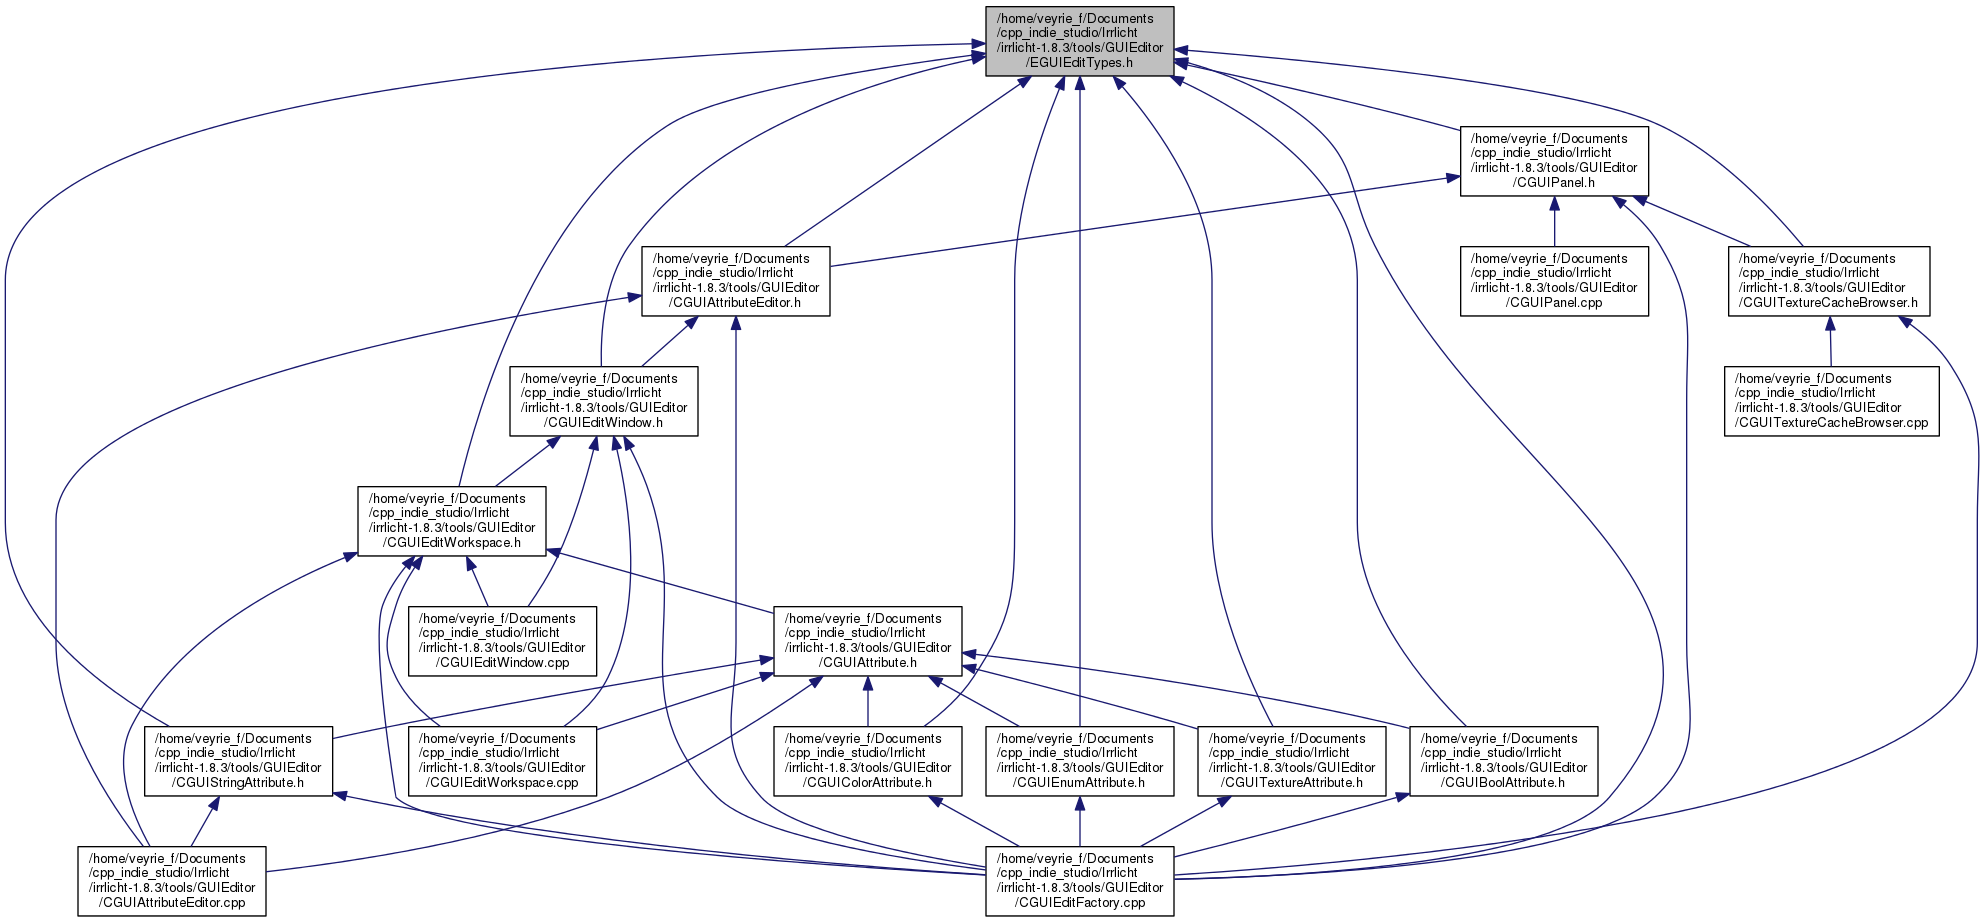 /home/veyrie_f/Documents
/cpp_indie_studio/Irrlicht
/irrlicht-1.8.3/tools/GUIEditor
/EGUIEditTypes.h
/home/veyrie_f/Documents
/cpp_indie_studio/Irrlicht
/irrlicht-1.8.3/tools/GUIEditor
/CGUIPanel.h
/home/veyrie_f/Documents
/cpp_indie_studio/Irrlicht
/irrlicht-1.8.3/tools/GUIEditor
/CGUIAttributeEditor.h
/home/veyrie_f/Documents
/cpp_indie_studio/Irrlicht
/irrlicht-1.8.3/tools/GUIEditor
/CGUIPanel.cpp
/home/veyrie_f/Documents
/cpp_indie_studio/Irrlicht
/irrlicht-1.8.3/tools/GUIEditor
/CGUITextureCacheBrowser.h
/home/veyrie_f/Documents
/cpp_indie_studio/Irrlicht
/irrlicht-1.8.3/tools/GUIEditor
/CGUIEditWindow.h
/home/veyrie_f/Documents
/cpp_indie_studio/Irrlicht
/irrlicht-1.8.3/tools/GUIEditor
/CGUITextureCacheBrowser.cpp
/home/veyrie_f/Documents
/cpp_indie_studio/Irrlicht
/irrlicht-1.8.3/tools/GUIEditor
/CGUIEditWorkspace.h
/home/veyrie_f/Documents
/cpp_indie_studio/Irrlicht
/irrlicht-1.8.3/tools/GUIEditor
/CGUIEditWindow.cpp
/home/veyrie_f/Documents
/cpp_indie_studio/Irrlicht
/irrlicht-1.8.3/tools/GUIEditor
/CGUIAttribute.h
/home/veyrie_f/Documents
/cpp_indie_studio/Irrlicht
/irrlicht-1.8.3/tools/GUIEditor
/CGUIStringAttribute.h
/home/veyrie_f/Documents
/cpp_indie_studio/Irrlicht
/irrlicht-1.8.3/tools/GUIEditor
/CGUIEditWorkspace.cpp
/home/veyrie_f/Documents
/cpp_indie_studio/Irrlicht
/irrlicht-1.8.3/tools/GUIEditor
/CGUIColorAttribute.h
/home/veyrie_f/Documents
/cpp_indie_studio/Irrlicht
/irrlicht-1.8.3/tools/GUIEditor
/CGUIEnumAttribute.h
/home/veyrie_f/Documents
/cpp_indie_studio/Irrlicht
/irrlicht-1.8.3/tools/GUIEditor
/CGUITextureAttribute.h
/home/veyrie_f/Documents
/cpp_indie_studio/Irrlicht
/irrlicht-1.8.3/tools/GUIEditor
/CGUIBoolAttribute.h
/home/veyrie_f/Documents
/cpp_indie_studio/Irrlicht
/irrlicht-1.8.3/tools/GUIEditor
/CGUIAttributeEditor.cpp
/home/veyrie_f/Documents
/cpp_indie_studio/Irrlicht
/irrlicht-1.8.3/tools/GUIEditor
/CGUIEditFactory.cpp